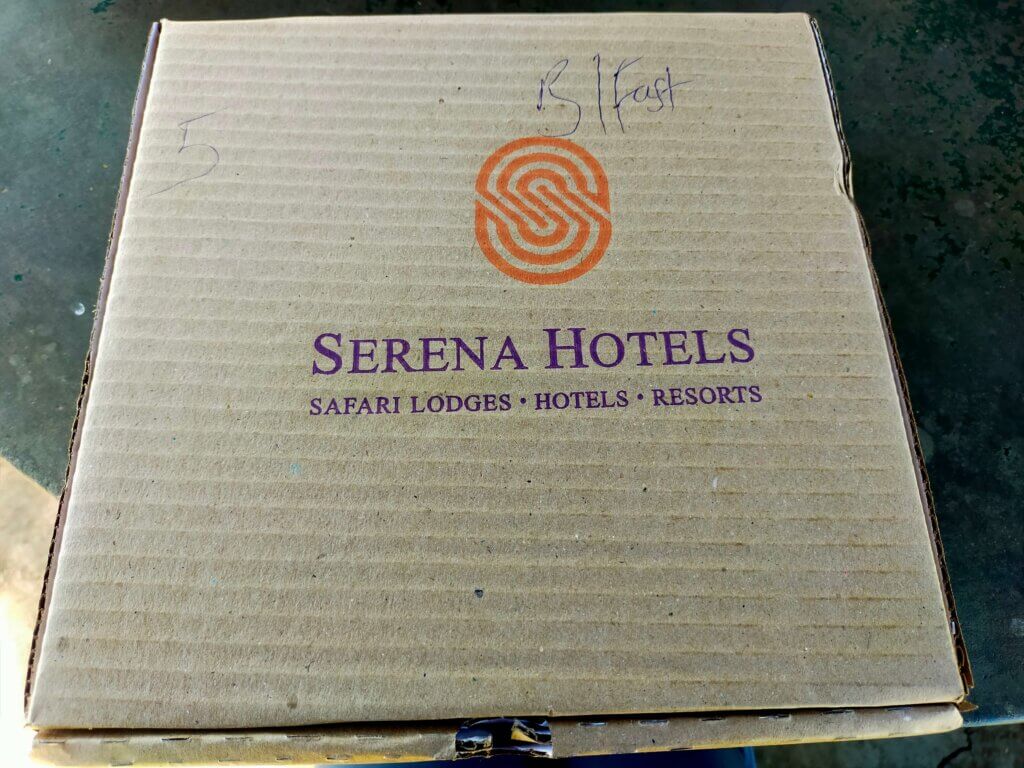 B/Fast
5
SERENA HOTELS
SAFARI LODGES • HOTELS • RESORTS